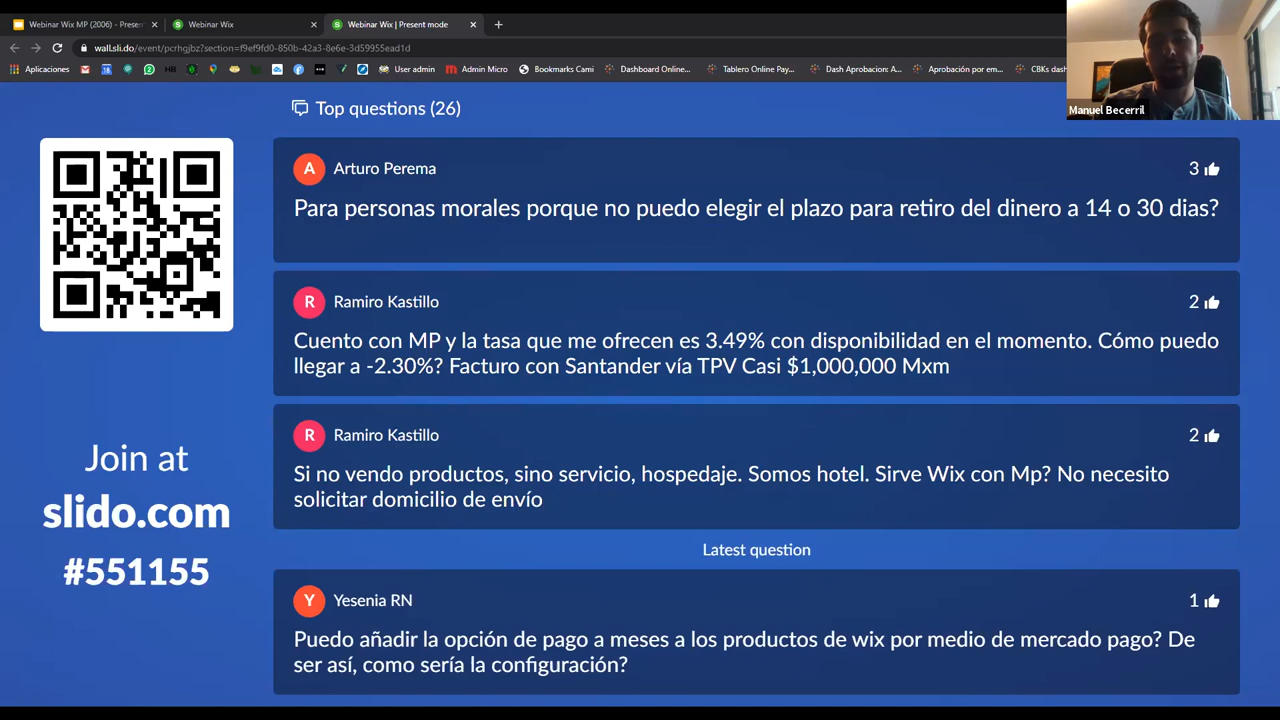 Webinar Wix MP (2006) - Presen
Webinar Wix
Webinar Wix | Present mode
wall.sli.do/event/pcrhgjbz?section=f9ef9fd0-850b-42a3-8e6e-3d59955ead1d
Aplicaciones
HB
User admin
Admin Micro
Bookmarks Cami
Dashboard Online...
Tablero Online Pay...
Dash Aprobacion: A...
Aprobación por em...
CBKs dash
Manuel Becerril
Top questions (26)
A
Arturo Perema
3
Para personas morales porque no puedo elegir el plazo para retiro del dinero a 14 o 30 dias?
R
Ramiro Kastillo
2
Cuento con MP y la tasa que me ofrecen es 3.49% con disponibilidad en el momento. Cómo puedo
llegar a -2.30%? Facturo con Santander vía TPV Casi $1,000,000 Mxm
R
Ramiro Kastillo
2
Si no vendo productos, sino servicio, hospedaje. Somos hotel. Sirve Wix con Mp? No necesito
solicitar domicilio de envío
Join at
slido.com
#551155
Latest question
Y
Yesenia RN
1
Puedo añadir la opción de pago a meses a los productos de wix por medio de mercado pago? De
ser así, como sería la configuración?